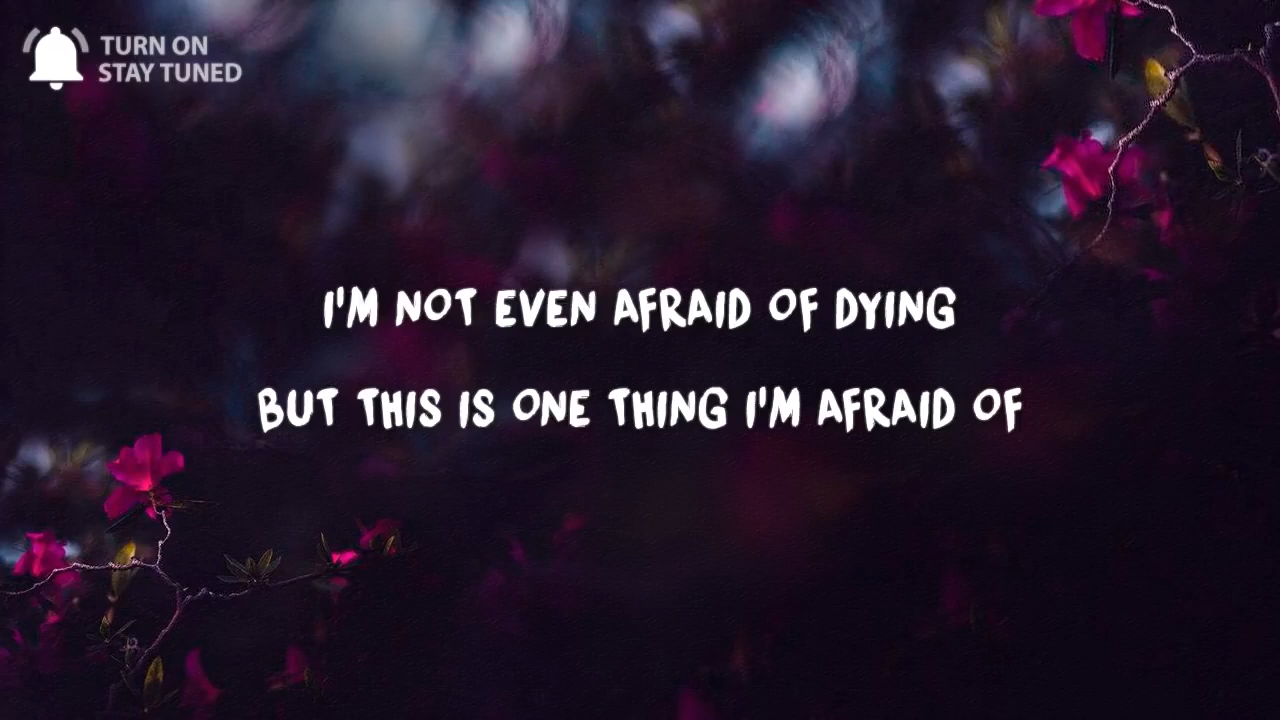 TURN ON
STAY TUNED
I'M NOT EVEN AFRAID OF DYING
BUT THIS IS ONE THING I'M AFRAID OF